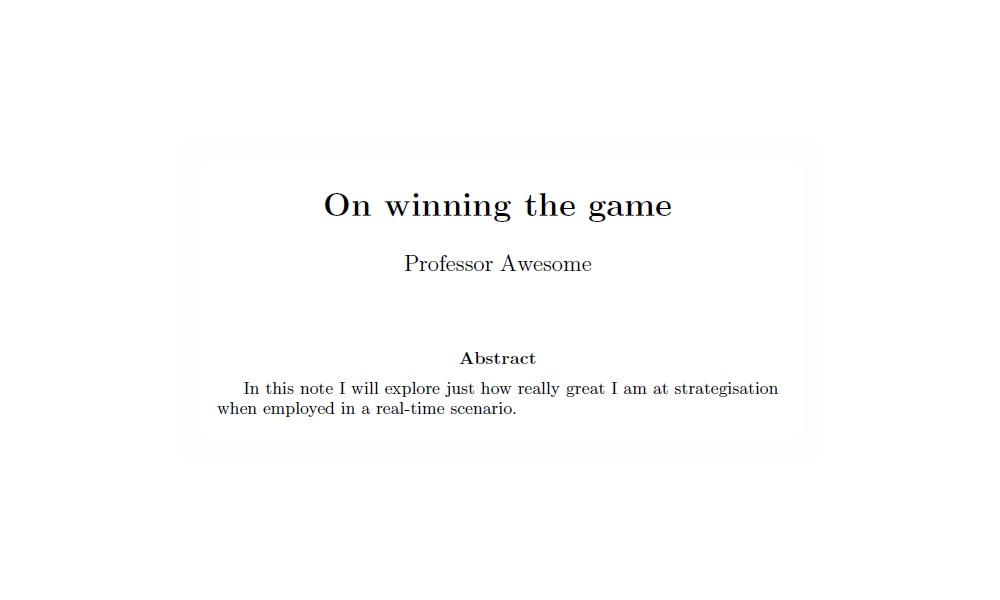 On winning the game
Professor Awesome
Abstract
In this note I will explore just how really great I am at strategisation
when employed in a real-time scenario.